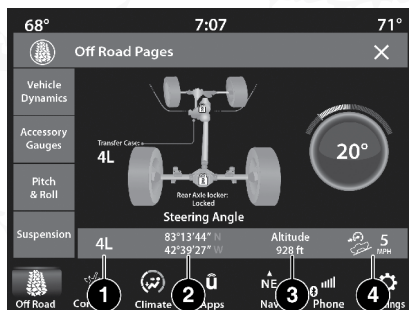 68° 7:07 71°
Off Road Pages
Vehicle
Dynamics
Accessory
Gauges
Pitch
& Roll
Suspension
Transfer Case:
4L
20°
Rear Axle locker:
Locked
Steering Angle
4L
83°13'44" N
42°39'27" W
Altitude
928 ft
5
MPH
NE
Off Road Climate Apps Phone
1 2 3 4